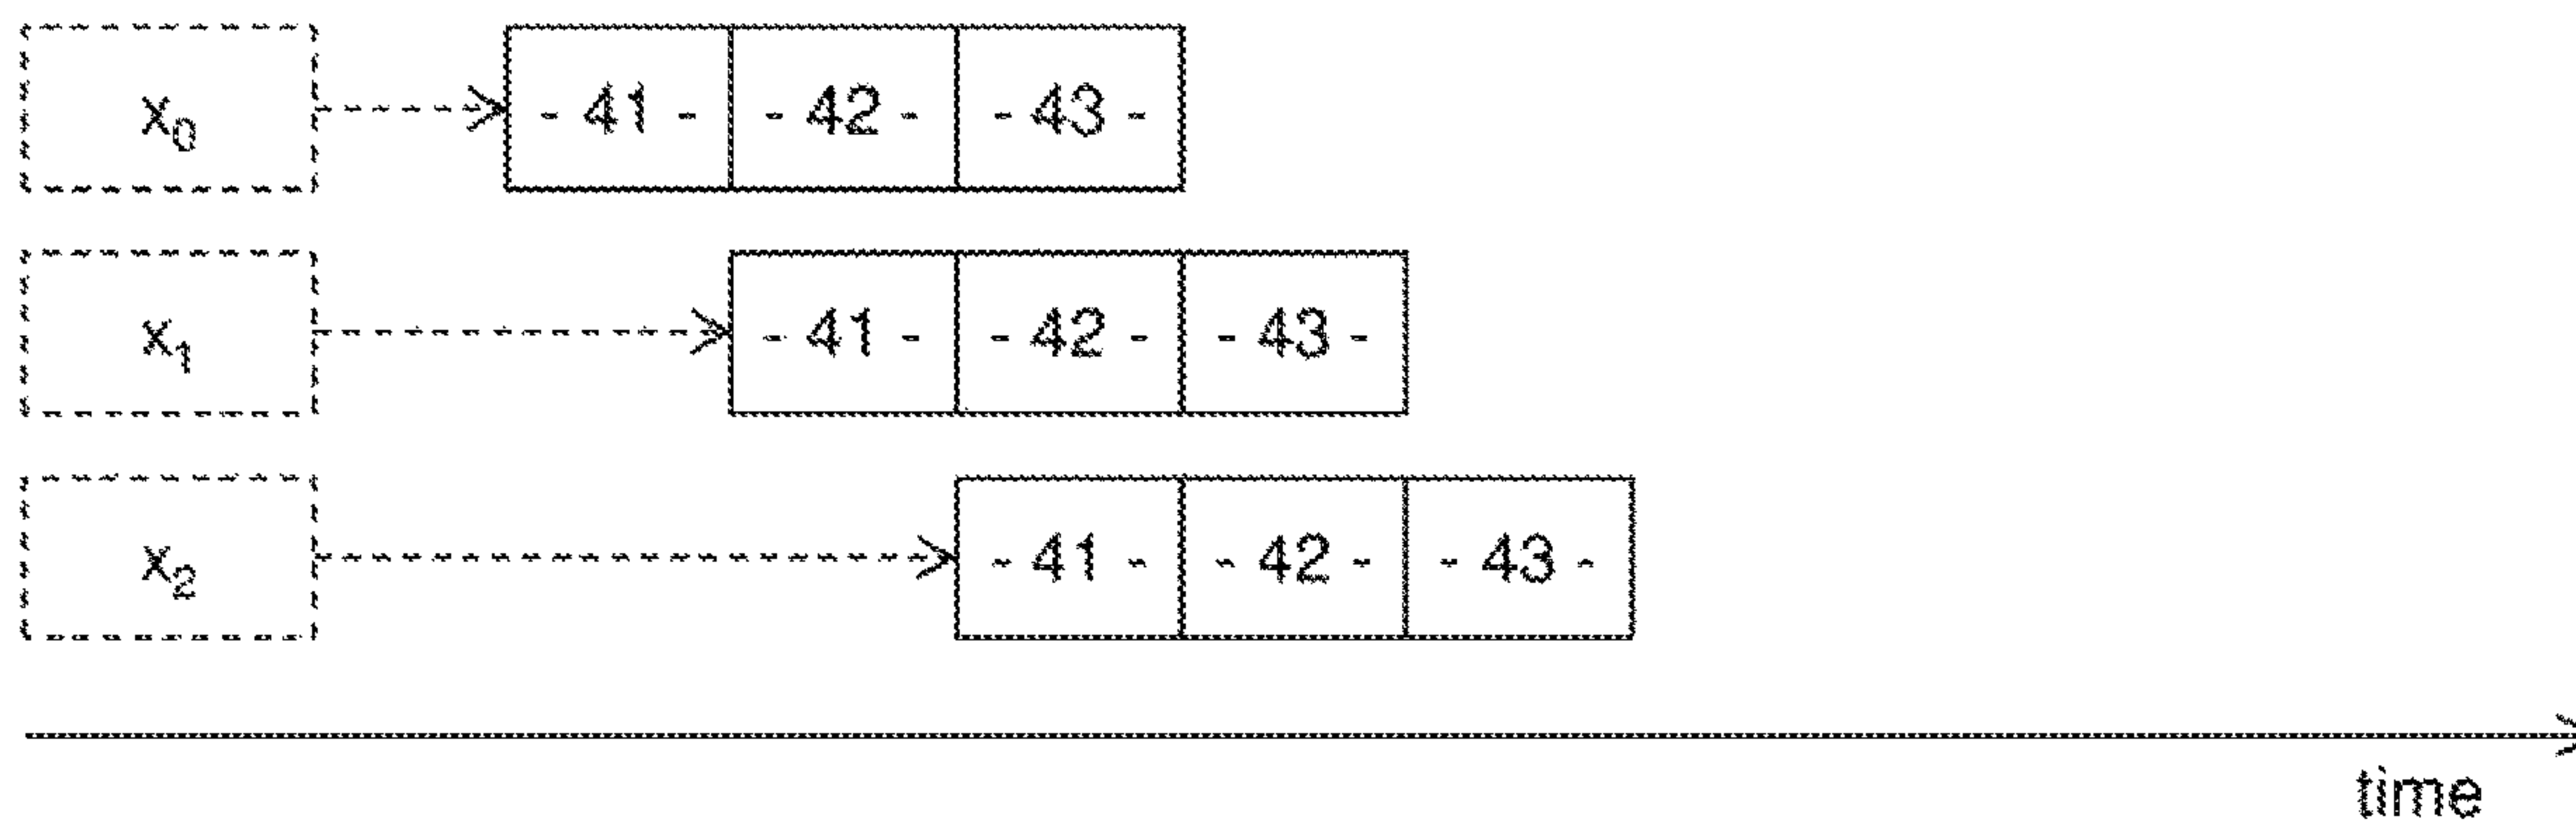 x₀ - 41 - - 42 - - 43 -
x₁ - 41 - - 42 - - 43 -
x₂ - 41 - - 42 - - 43 -
time